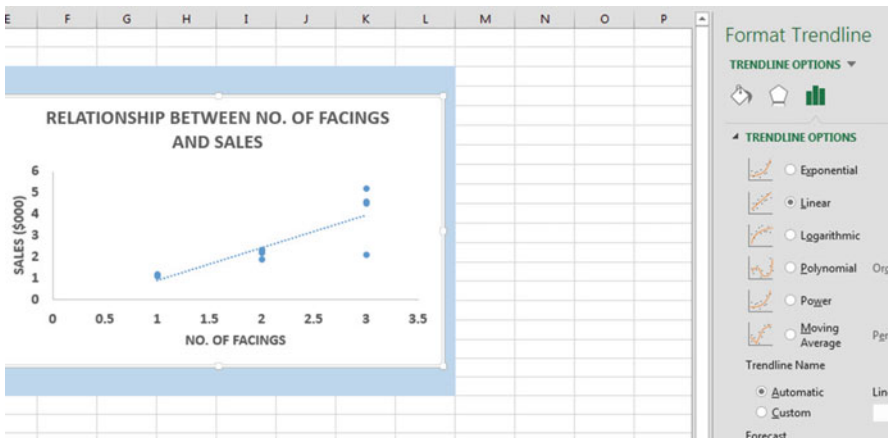 E F G H I J K L M N O P
Format Trendline
TRENDLINE OPTIONS
TRENDLINE OPTIONS
RELATIONSHIP BETWEEN NO. OF FACINGS
AND SALES
SALES ($000)
6
5
4
3
2
1
0
0 0.5 1 1.5 2 2.5 3 3.5
NO. OF FACINGS
Exponential
Linear
Logarithmic
Polynomial
Power
Moving
Average
Trendline Name
Automatic Lin
Custom
Forecast